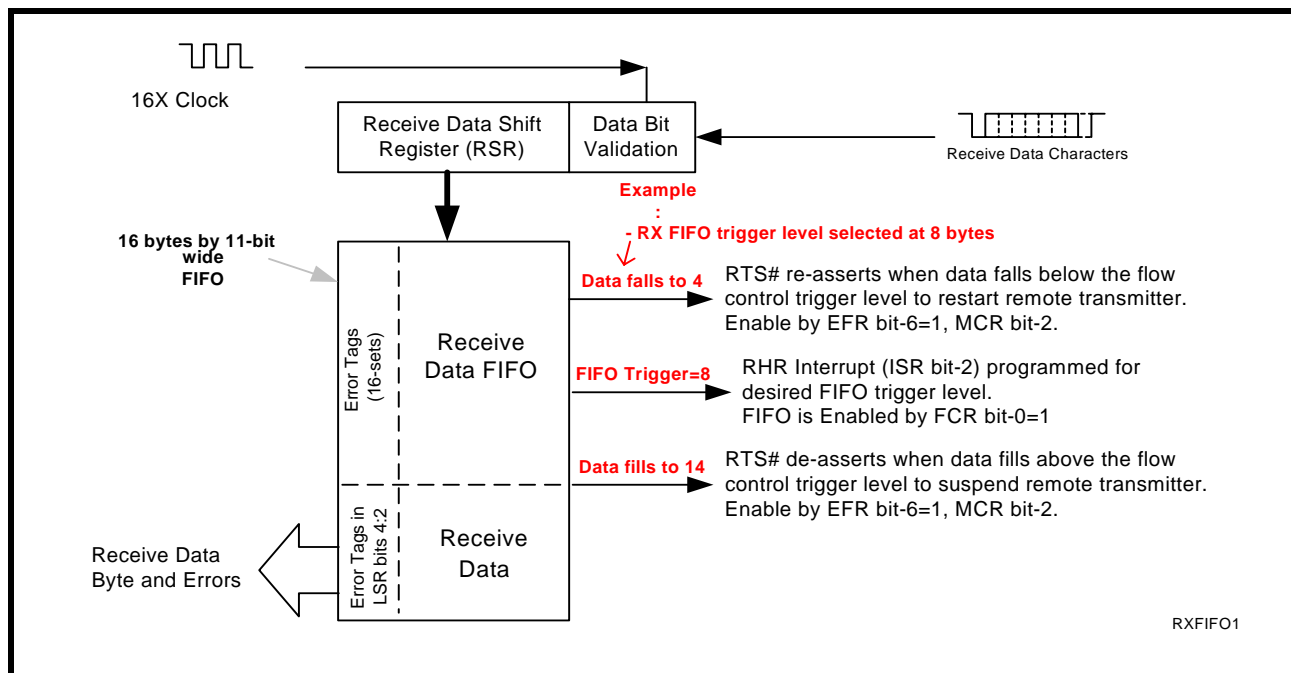 16X Clock
Receive Data Shift
Register (RSR)
Data Bit
Validation
Receive Data Characters
Example
:
- RX FIFO trigger level selected at 8 bytes
16 bytes by 11-bit
wide
FIFO
Data falls to 4
RTS# re-asserts when data falls below the flow
control trigger level to restart remote transmitter.
Enable by EFR bit-6=1, MCR bit-2.
Error Tags
(16-sets)
Receive
Data FIFO
FIFO Trigger=8
RHR Interrupt (ISR bit-2) programmed for
desired FIFO trigger level.
FIFO is Enabled by FCR bit-0=1
Data fills to 14
RTS# de-asserts when data fills above the flow
control trigger level to suspend remote transmitter.
Enable by EFR bit-6=1, MCR bit-2.
Error Tags in
LSR bits 4:2
Receive
Data
Receive Data
Byte and Errors
RXFIFO1